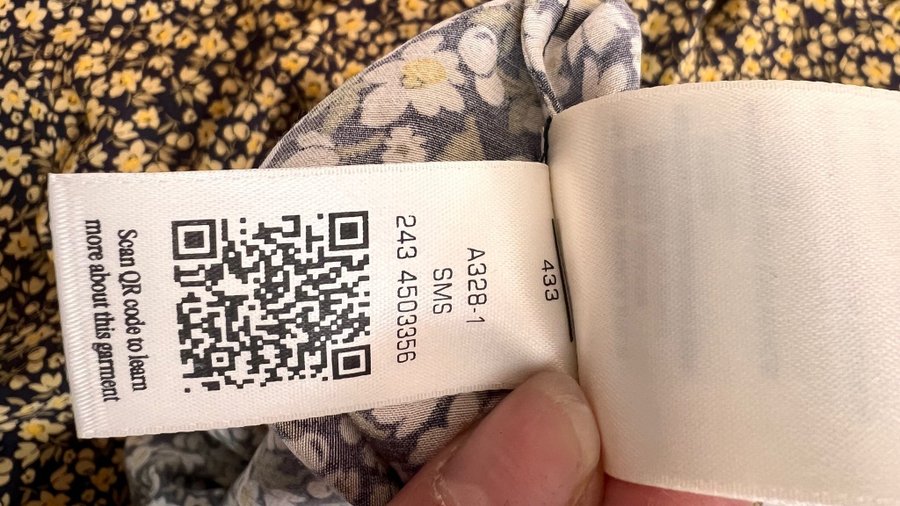 433
A328-1
SMS
243 4503356
Scan QR code to learn
more about this garment